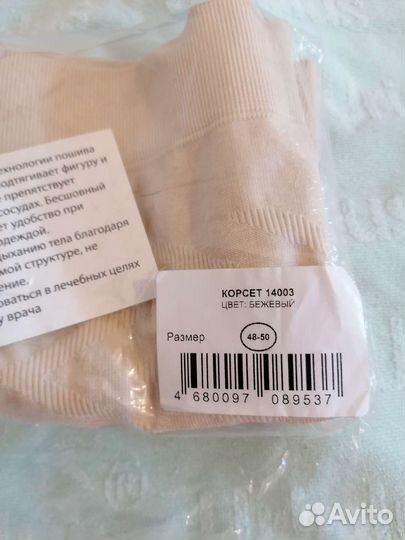 ехнологии пошива
одтягивает фигуру и
е препятствует
сосудах. Бесшовный
ет удобство при
одеждой.
дыханию тела благодаря
мой структуре, не
ение.
оваться в лечебных целях
у врача
КОРСЕТ 14003
ЦВЕТ: БЕЖЕВЫЙ
Размер 48-50
4 680097 089537
Avito